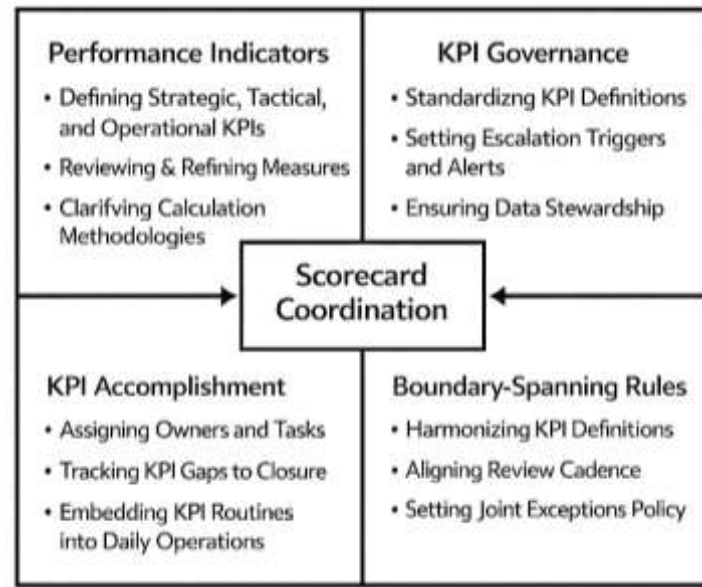 Performance Indicators
• Defining Strategic, Tactical,
and Operational KPIs
• Reviewing & Refining Measures
• Clarifving Calculation
Methodologies
KPI Governance
• Standardizng KPI Definitions
• Setting Escalation Triggers
and Alerts
• Ensuring Data Stewardship
Scorecard
Coordination
KPI Accomplishment
• Assigning Owners and Tasks
• Tracking KPI Gaps to Closure
• Embedding KPI Routines
into Daily Operations
Boundary-Spanning Rules
• Harmonizing KPI Definitions
• Aligning Review Cadence
• Setting Joint Exceptions Policy